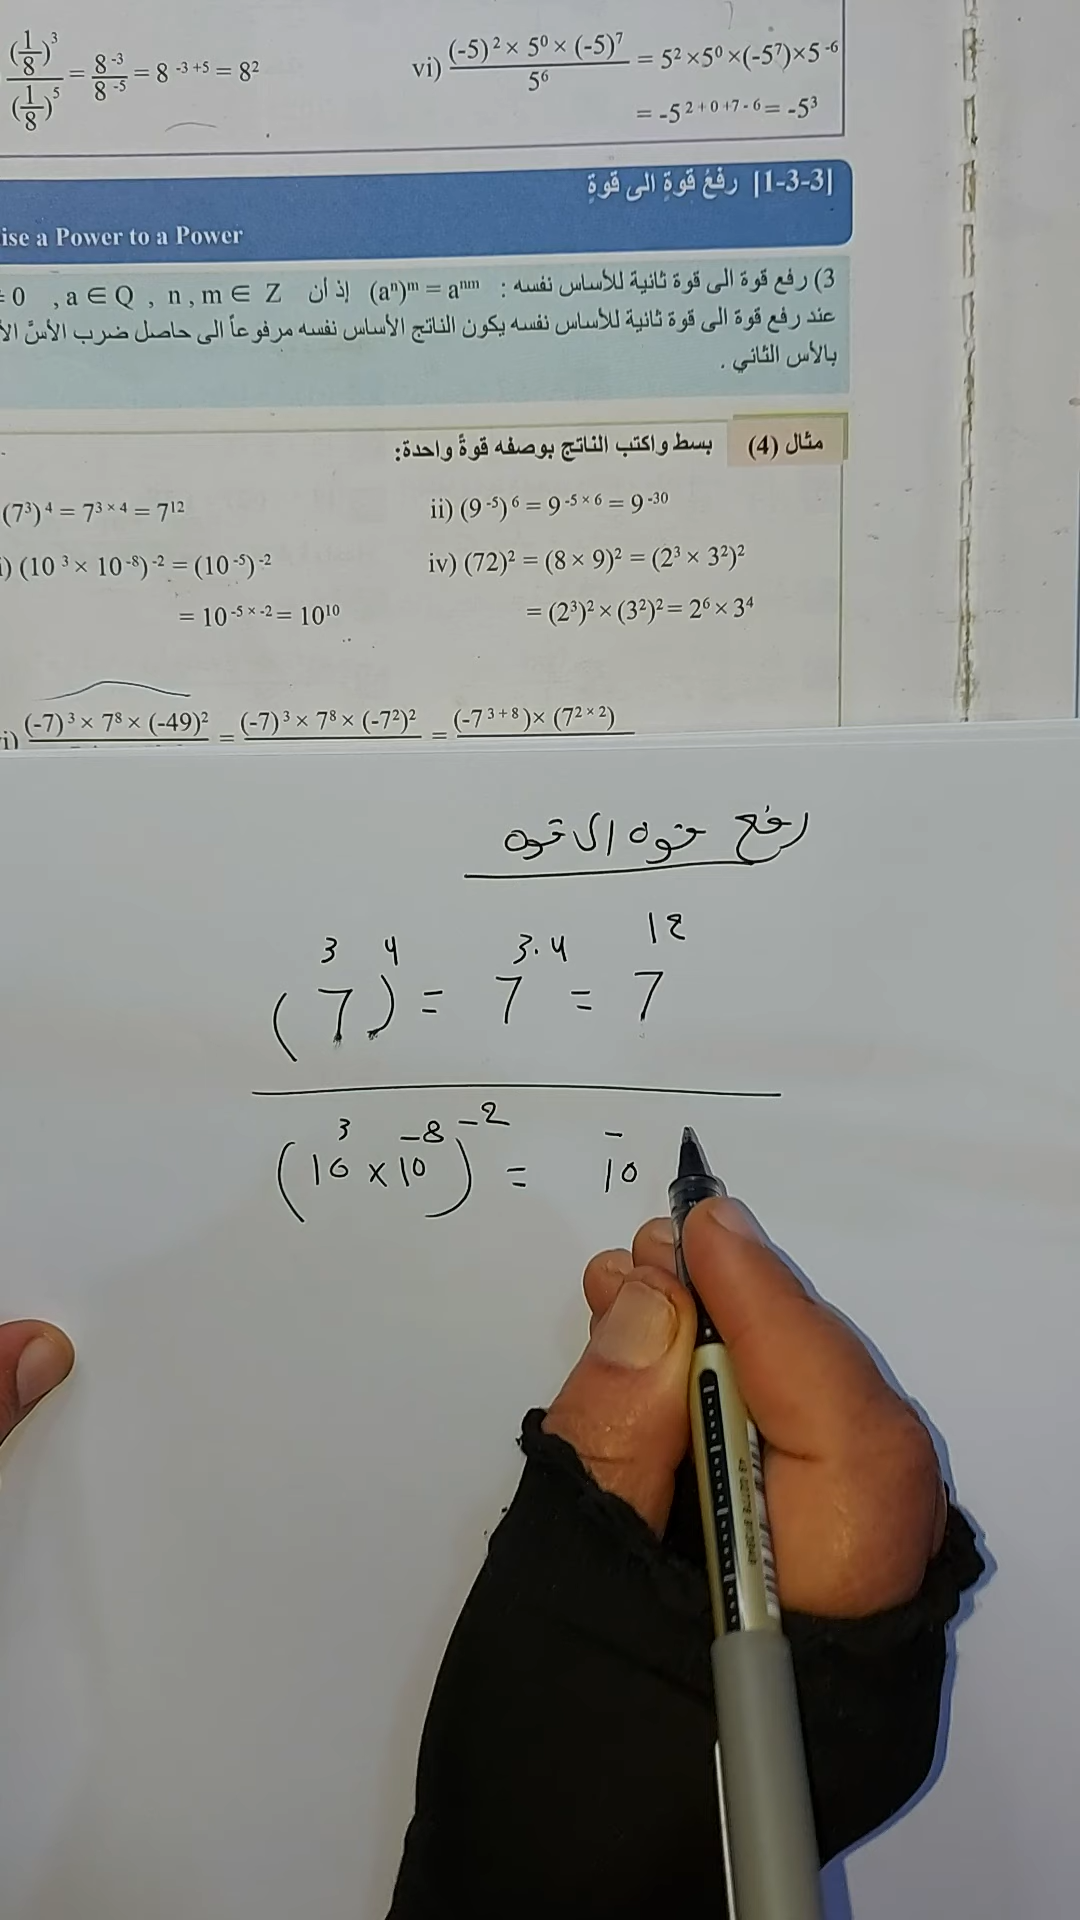 (1/8)³ / (1/8)⁵ = 8⁻³ / 8⁻⁵ = 8⁻³⁺⁵ = 8²
vi) (-5)² × 5⁰ × (-5)⁷ / 5⁶ = 5² × 5⁰ × (-5⁷) × 5⁻⁶
= -5²⁺⁰⁺⁷⁻⁶ = -5³
[1-3-3] رفعُ قوةٍ الى قوةٍ
ise a Power to a Power
3) رفع قوة الى قوة ثانية للأساس نفسه : (aⁿ)ᵐ = aⁿᵐ إذ أن 0 , a ∈ Q , n , m ∈ Z
عند رفع قوة الى قوة ثانية للأساس نفسه يكون الناتج الأساس نفسه مرفوعاً الى حاصل ضرب الأسَّ
بالأس الثاني .
مثال (4) بسط واكتب الناتج بوصفه قوةً واحدة:
(7³)⁴ = 7³ˣ⁴ = 7¹²
ii) (9⁻⁵)⁶ = 9⁻⁵ˣ⁶ = 9⁻³⁰
i) (10³ × 10⁻⁸)⁻² = (10⁻⁵)⁻²
iv) (72)² = (8 × 9)² = (2³ × 3²)²
= 10⁻⁵ˣ⁻² = 10¹⁰
= (2³)² × (3²)² = 2⁶ × 3⁴
i) (-7)³ × 7⁸ × (-49)² = (-7)³ × 7⁸ × (-7²)² = (-7³⁺⁸) × (7²ˣ²)
رفع قوه الا قوه
(7³)⁴ = 7³·⁴ = 7¹²
(10³ × 10⁻⁸)⁻² = 10⁻